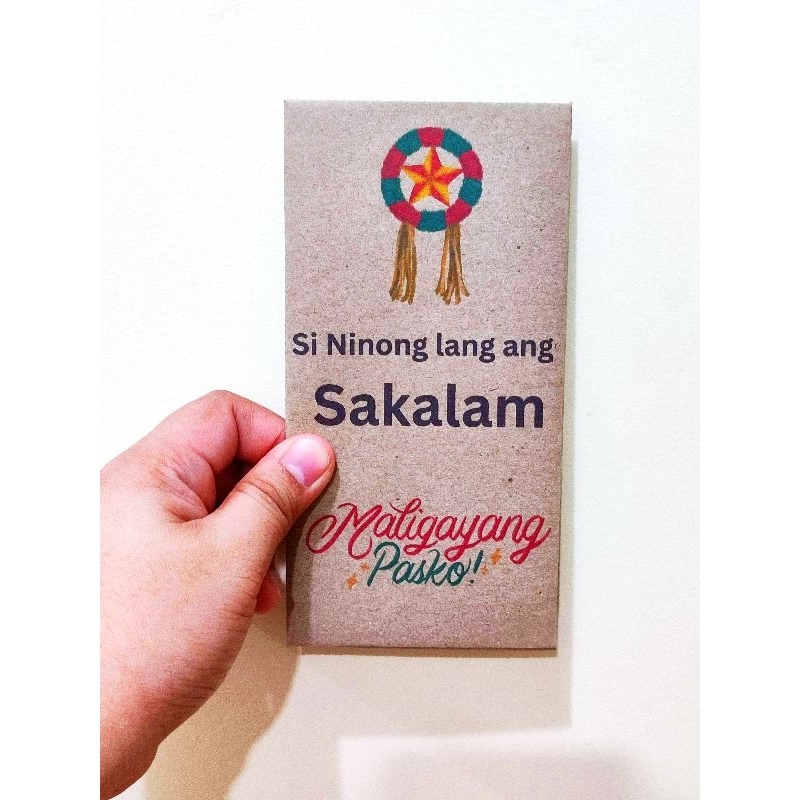 Si Ninong lang ang
Sakalam
Maligayang
Pasko!